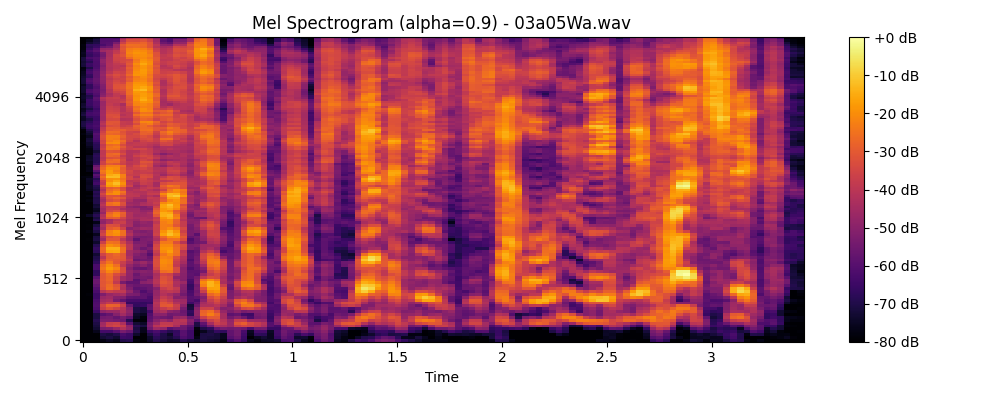 Mel Spectrogram (alpha=0.9) - 03a05Wa.wav
Mel Frequency
4096
2048
1024
512
0
0
0.5
1
1.5
2
2.5
3
Time
+0 dB
-10 dB
-20 dB
-30 dB
-40 dB
-50 dB
-60 dB
-70 dB
-80 dB